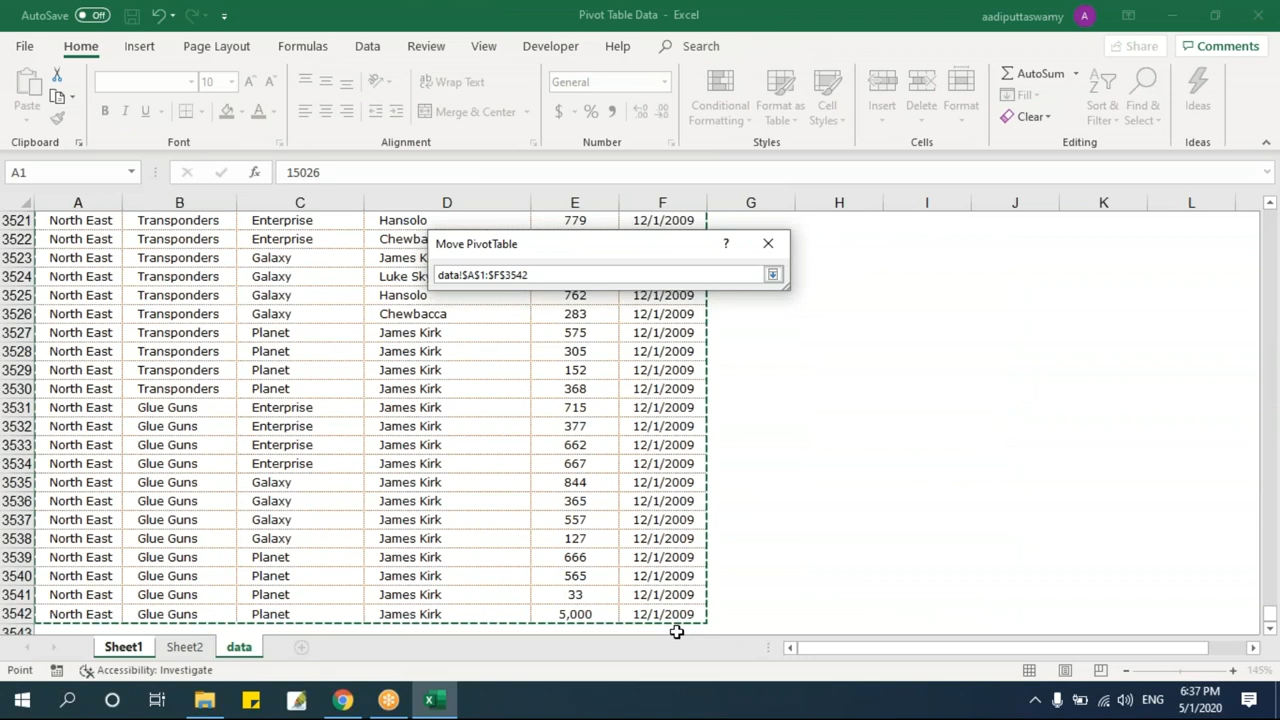 AutoSave Off Pivot Table Data - Excel aadiputtaswamy A
File Home Insert Page Layout Formulas Data Review View Developer Help Search Share Comments
Paste 10 A A Wrap Text General Conditional Formatting Format as Table Cell Styles Insert Delete Format AutoSum Sort & Filter Find & Select Ideas
B I U A Merge & Center $ % Fill
Clear
Clipboard Font Alignment Number Styles Cells Editing Ideas
A1 fx 15026
A B C D E F G H I J K L
3521 North East Transponders Enterprise Hansolo 779 12/1/2009
3522 North East Transponders Enterprise Chewba
Move PivotTable ?
3523 North East Transponders Galaxy James K
3524 North East Transponders Galaxy Luke Sky
data!$A$1:$F$3542
3525 North East Transponders Galaxy Hansolo 762 12/1/2009
3526 North East Transponders Galaxy Chewbacca 283 12/1/2009
3527 North East Transponders Planet James Kirk 575 12/1/2009
3528 North East Transponders Planet James Kirk 305 12/1/2009
3529 North East Transponders Planet James Kirk 152 12/1/2009
3530 North East Transponders Planet James Kirk 368 12/1/2009
3531 North East Glue Guns Enterprise James Kirk 715 12/1/2009
3532 North East Glue Guns Enterprise James Kirk 377 12/1/2009
3533 North East Glue Guns Enterprise James Kirk 662 12/1/2009
3534 North East Glue Guns Enterprise James Kirk 667 12/1/2009
3535 North East Glue Guns Galaxy James Kirk 844 12/1/2009
3536 North East Glue Guns Galaxy James Kirk 365 12/1/2009
3537 North East Glue Guns Galaxy James Kirk 557 12/1/2009
3538 North East Glue Guns Galaxy James Kirk 127 12/1/2009
3539 North East Glue Guns Planet James Kirk 666 12/1/2009
3540 North East Glue Guns Planet James Kirk 565 12/1/2009
3541 North East Glue Guns Planet James Kirk 33 12/1/2009
3542 North East Glue Guns Planet James Kirk 5,000 12/1/2009
3543
Sheet1 Sheet2 data
Point Accessibility: Investigate 145%
ENG 6:37 PM
5/1/2020